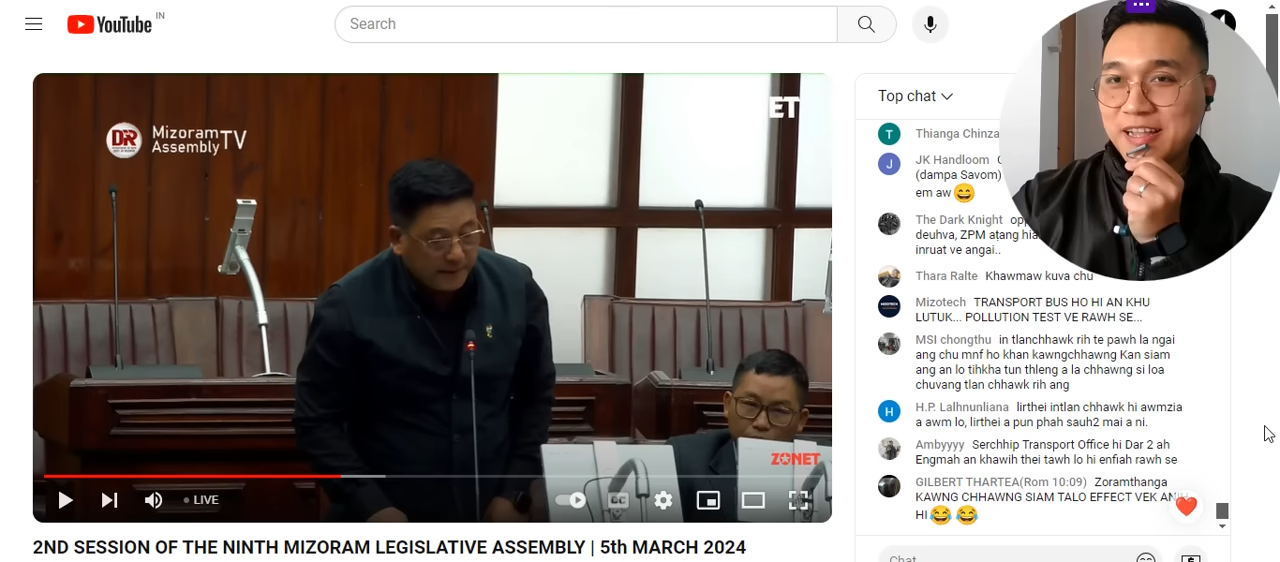 YouTube IN
Search
DR Mizoram
Assembly TV
ET
ZONET
LIVE
CC
2ND SESSION OF THE NINTH MIZORAM LEGISLATIVE ASSEMBLY | 5th MARCH 2024
Top chat
T Thianga Chinza
J JK Handloom
(dampa Savom)
em aw
The Dark Knight
deuhva, ZPM aṭang hia
inruat ve angai..
Thara Ralte Khawmaw kuva chu
Mizotech TRANSPORT BUS HO HI AN KHU
LUTUK... POLLUTION TEST VE RAWH SE...
MSI chongthu in tlanchhawk rih te pawh la ngai
ang chu mnf ho khan kawngchhawng Kan siam
ang an lo tihkha tun thleng a la chhawng si loa
chuvang tlan chhawk rih ang
H H.P. Lalhnunliana lirthei intlan chhawk hi awmzia
a awm lo, lirthei a pun phah sauh2 mai a ni.
Ambyyyy Serchhip Transport Office hi Dar 2 ah
Engmah an khawih thei tawh lo hi enfiah rawh se
GILBERT THARTEA(Rom 10:09) Zoramthanga
KAWNG CHHAWNG SIAM TALO EFFECT VEK
HI
Chat